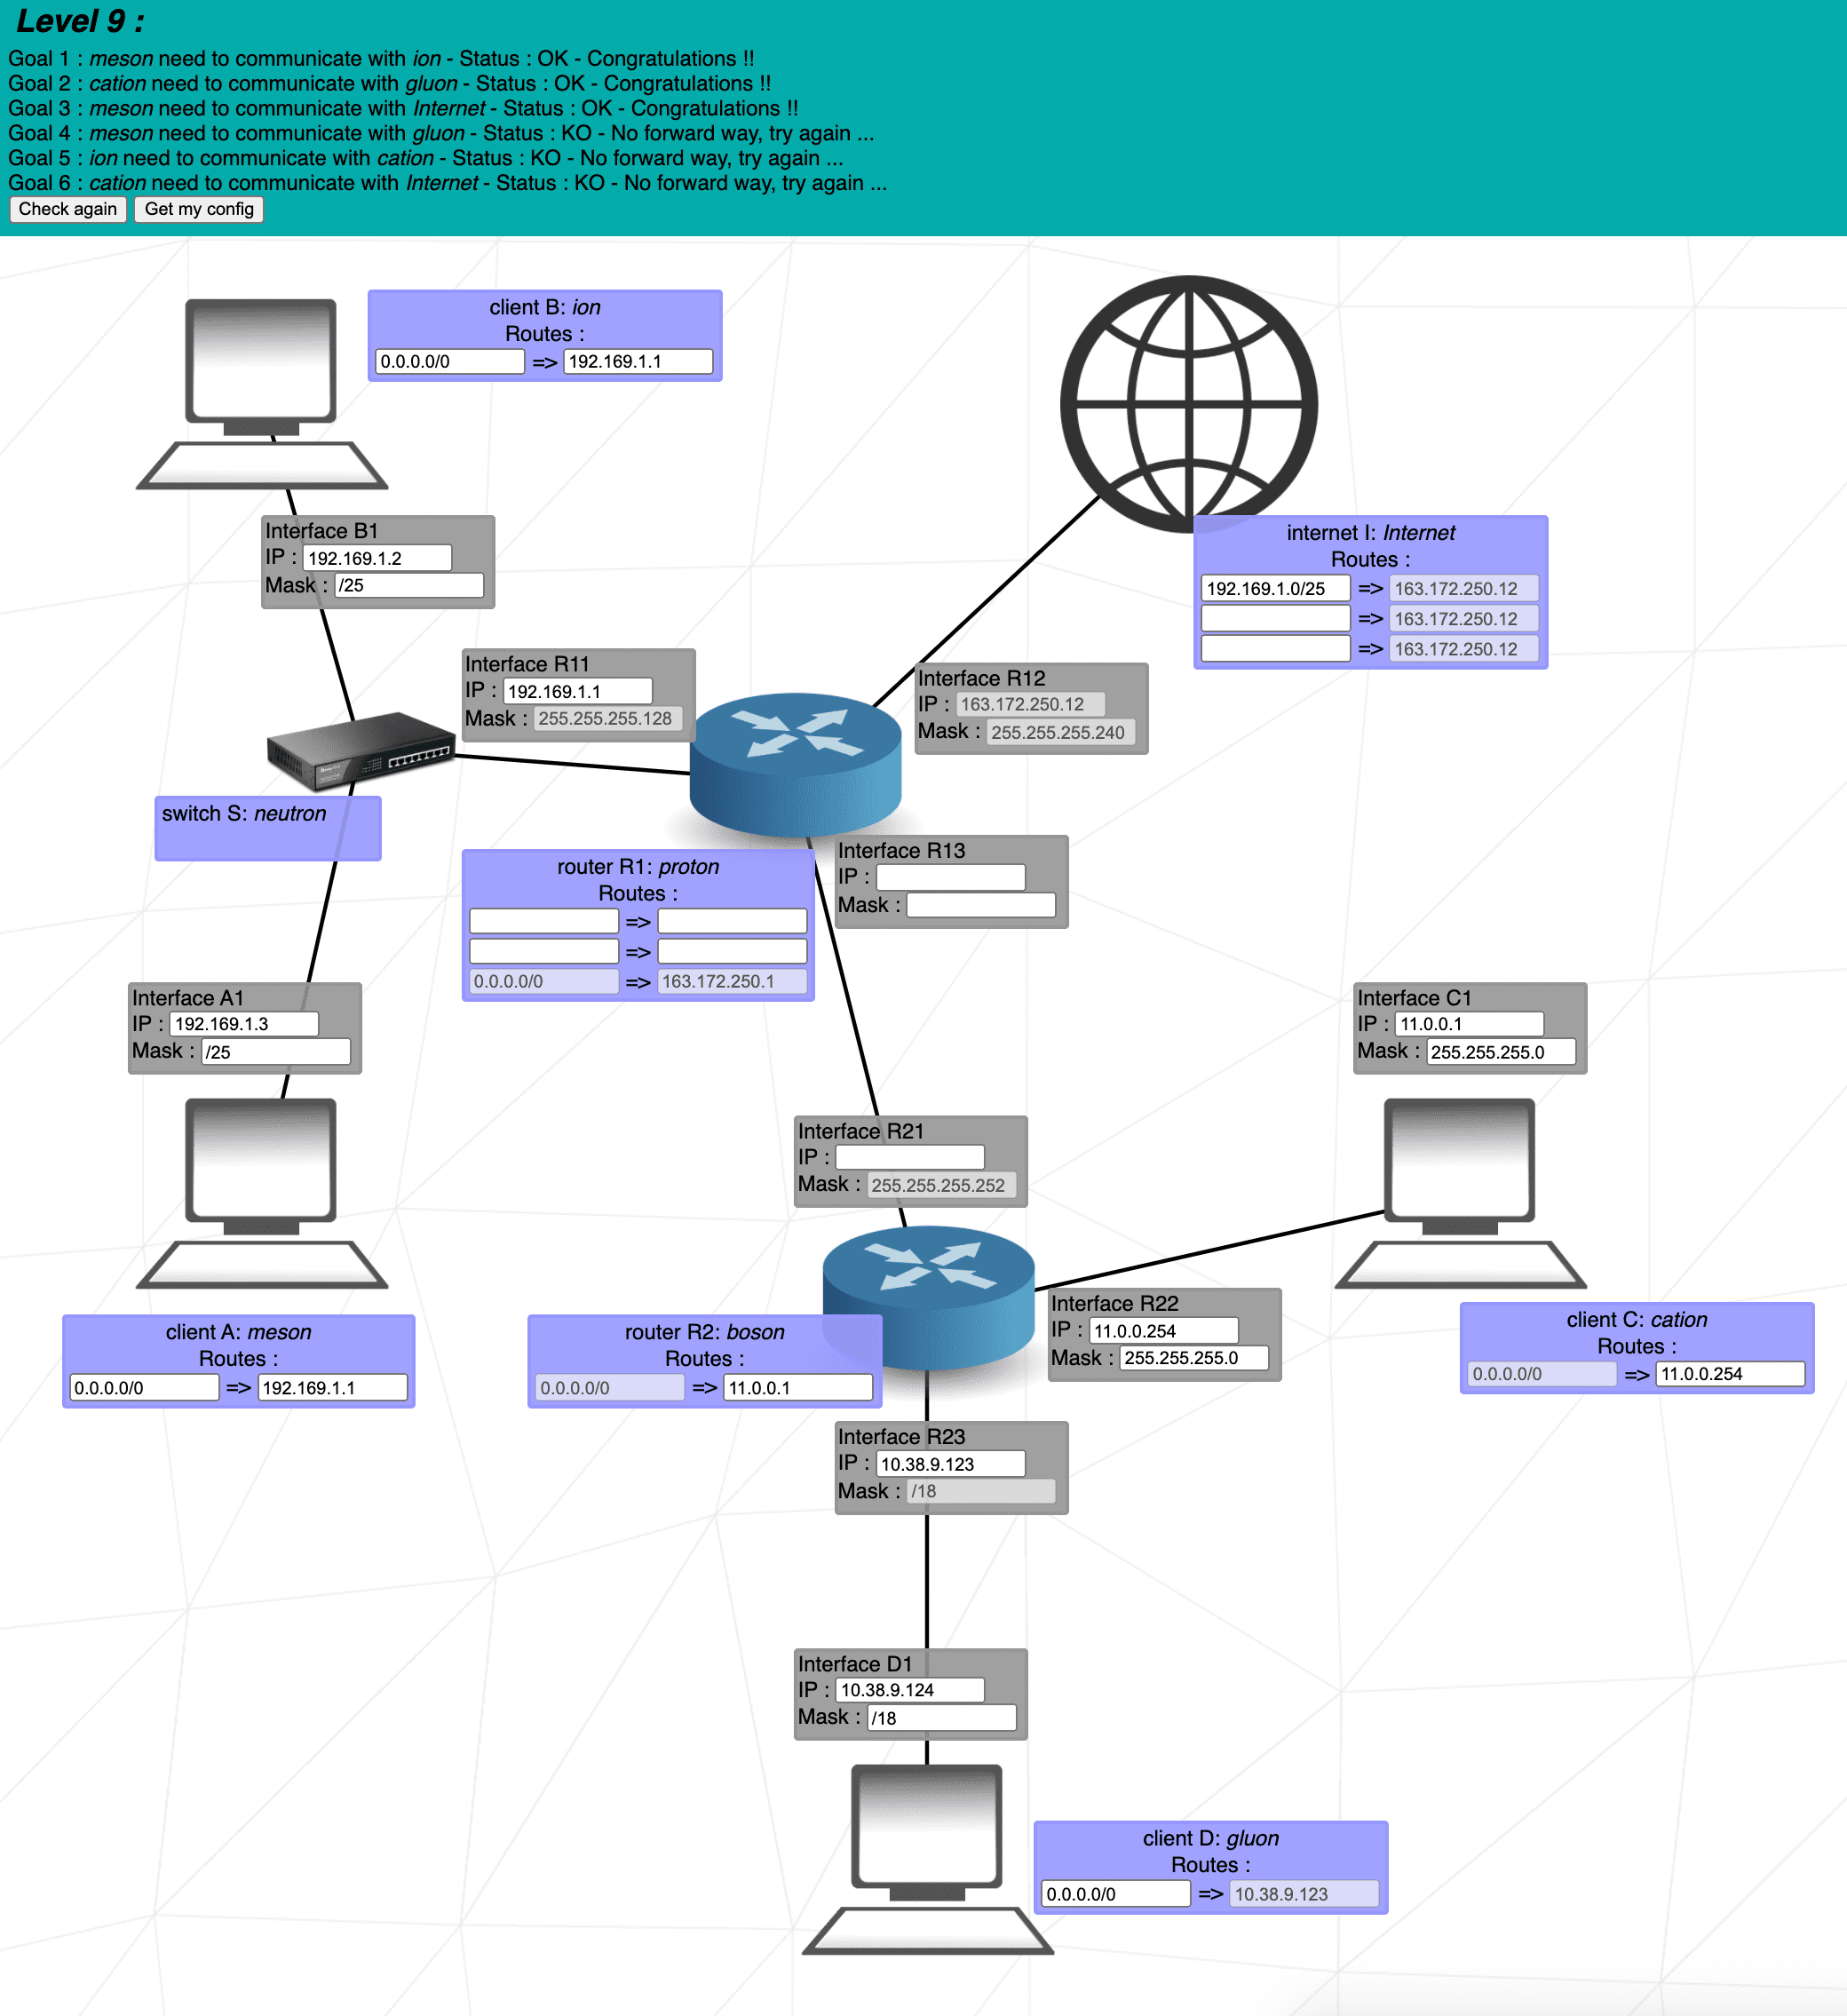 Level 9 :
Goal 1 : meson need to communicate with ion - Status : OK - Congratulations !!
Goal 2 : cation need to communicate with gluon - Status : OK - Congratulations !!
Goal 3 : meson need to communicate with Internet - Status : OK - Congratulations !!
Goal 4 : meson need to communicate with gluon - Status : KO - No forward way, try again ...
Goal 5 : ion need to communicate with cation - Status : KO - No forward way, try again ...
Goal 6 : cation need to communicate with Internet - Status : KO - No forward way, try again ...
Check again Get my config
client B: ion
Routes :
0.0.0.0/0 => 192.169.1.1
Interface B1
IP : 192.169.1.2
Mask : /25
internet I: Internet
Routes :
192.169.1.0/25 => 163.172.250.12
=> 163.172.250.12
=> 163.172.250.12
Interface R11
IP : 192.169.1.1
Mask : 255.255.255.128
Interface R12
IP : 163.172.250.12
Mask : 255.255.255.240
switch S: neutron
Interface R13
IP :
Mask :
router R1: proton
Routes :
=>
=>
0.0.0.0/0 => 163.172.250.1
Interface A1
IP : 192.169.1.3
Mask : /25
Interface C1
IP : 11.0.0.1
Mask : 255.255.255.0
Interface R21
IP :
Mask : 255.255.255.252
Interface R22
IP : 11.0.0.254
Mask : 255.255.255.0
client A: meson
Routes :
0.0.0.0/0 => 192.169.1.1
router R2: boson
Routes :
0.0.0.0/0 => 11.0.0.1
client C: cation
Routes :
0.0.0.0/0 => 11.0.0.254
Interface R23
IP : 10.38.9.123
Mask : /18
Interface D1
IP : 10.38.9.124
Mask : /18
client D: gluon
Routes :
0.0.0.0/0 => 10.38.9.123